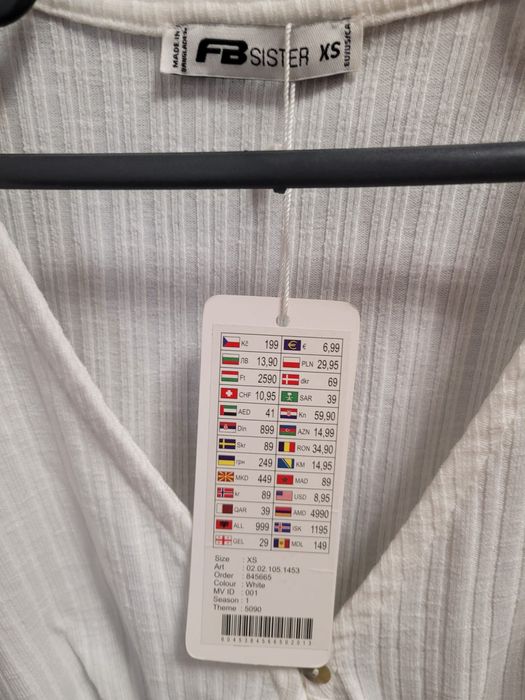 MADE IN
BANGLADESH
FB SISTER XS
EU/US/CA
Kč 199 € 6,99
ЛВ 13,90 PLN 29,95
Ft 2590 dkr 69
CHF 10,95 SAR 39
AED 41 Kn 59,90
Din 899 AZN 14,99
Skr 89 RON 34,90
грн 249 KM 14,95
MKD 449 MAD 89
kr 89 USD 8,95
QAR 39 AMD 4990
ALL 999 ISK 1195
GEL 29 MDL 149
Size : XS
Art : 02.02.105.1453
Order : 845665
Colour : White
MV ID : 001
Season : 1
Theme : 5090